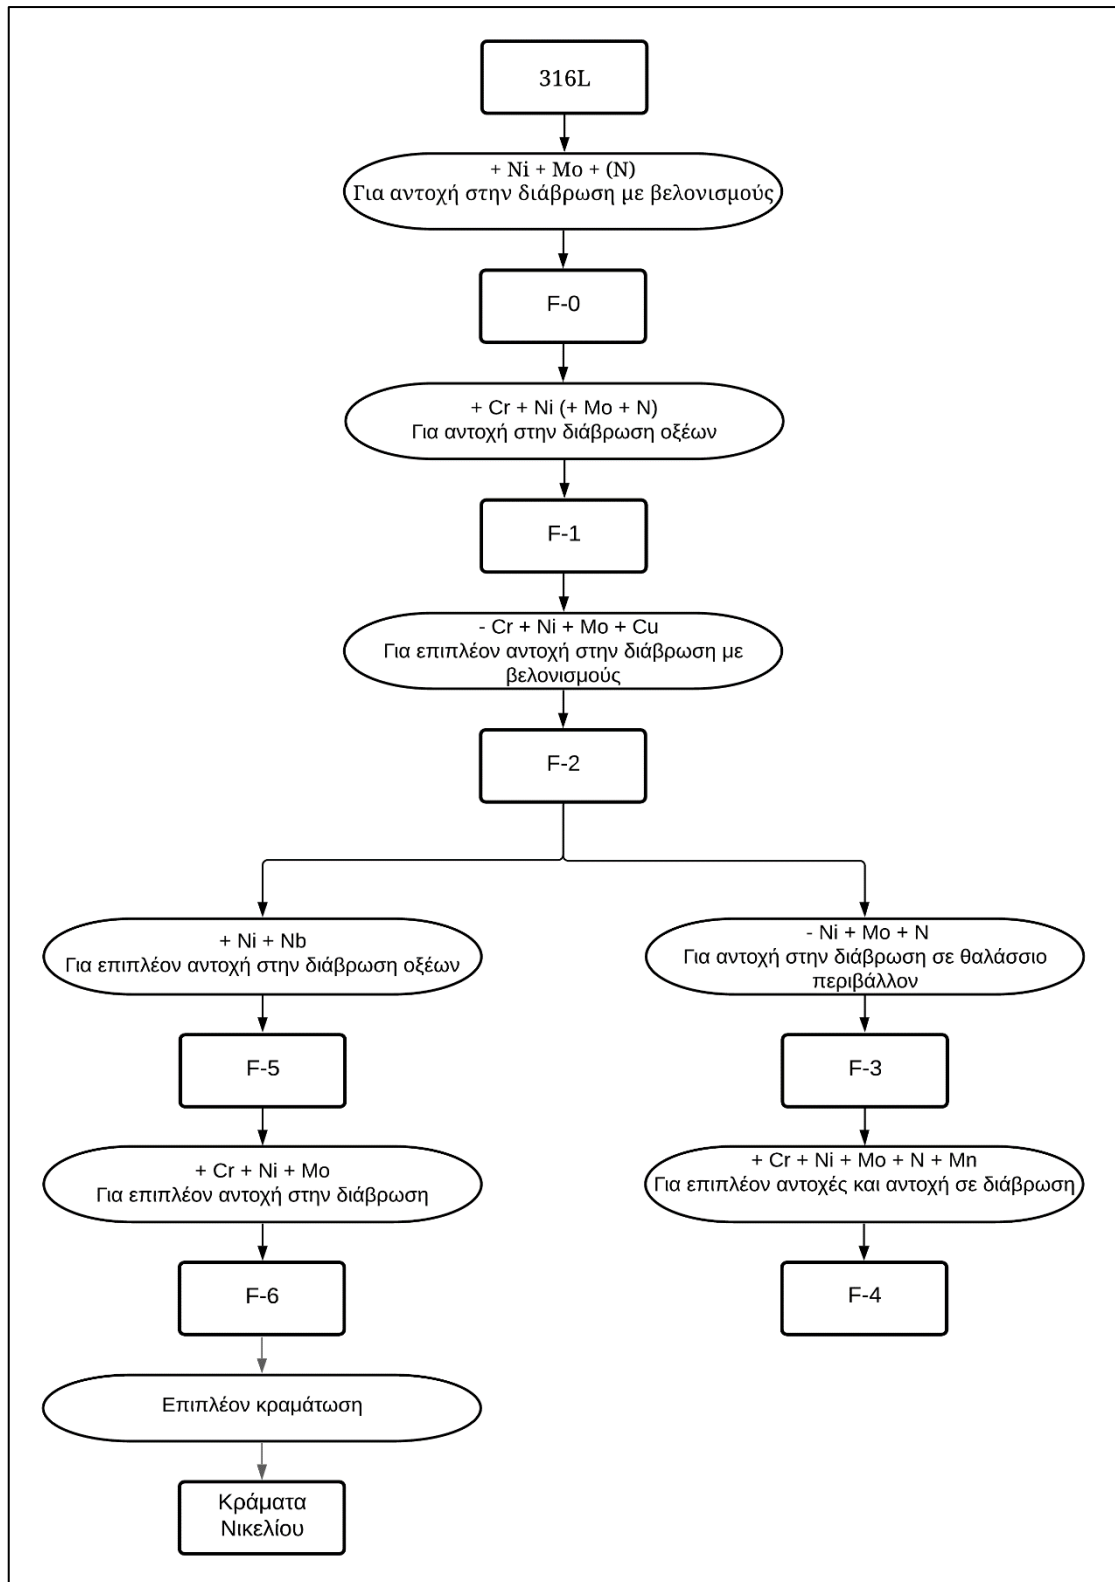 316L
+ Ni + Mo + (N)
Για αντοχή στην διάβρωση με βελονισμούς
F-0
+ Cr + Ni (+ Mo + N)
Για αντοχή στην διάβρωση οξέων
F-1
- Cr + Ni + Mo + Cu
Για επιπλέον αντοχή στην διάβρωση με
βελονισμούς
F-2
+ Ni + Nb
Για επιπλέον αντοχή στην διάβρωση οξέων
- Ni + Mo + N
Για αντοχή στην διάβρωση σε θαλάσσιο
περιβάλλον
F-5
F-3
+ Cr + Ni + Mo
Για επιπλέον αντοχή στην διάβρωση
+ Cr + Ni + Mo + N + Mn
Για επιπλέον αντοχές και αντοχή σε διάβρωση
F-6
F-4
Επιπλέον κραμάτωση
Κράματα
Νικελίου